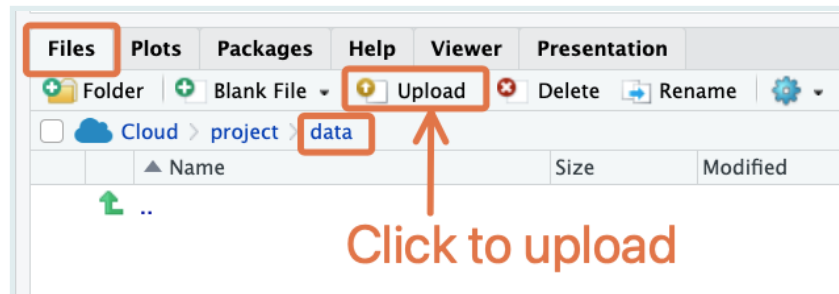 Files Plots Packages Help Viewer Presentation
Folder Blank File Upload Delete Rename
Cloud project data
Name Size Modified
..
Click to upload